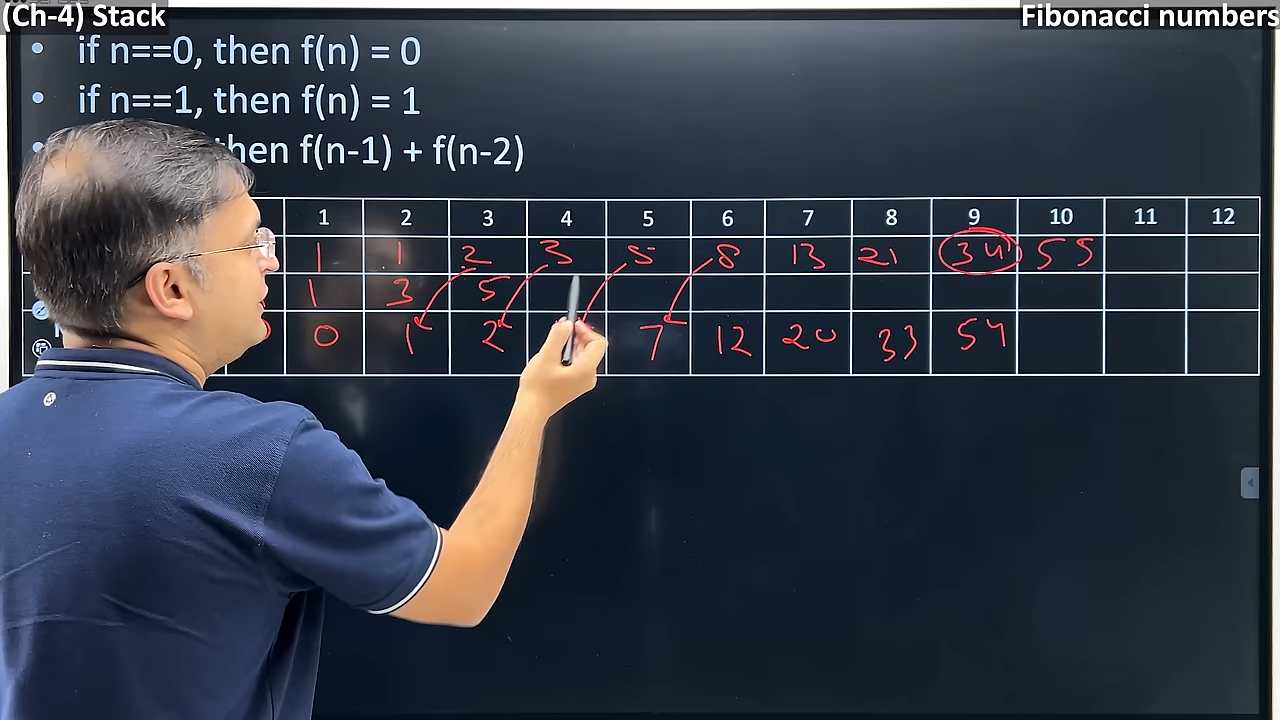 (Ch-4) Stack
Fibonacci numbers
• if n==0, then f(n) = 0
• if n==1, then f(n) = 1
then f(n-1) + f(n-2)
1 2 3 4 5 6 7 8 9 10 11 12
1 1 2 3 5 8 13 21 34 55
1 3 5
0 1 2 7 12 20 33 54